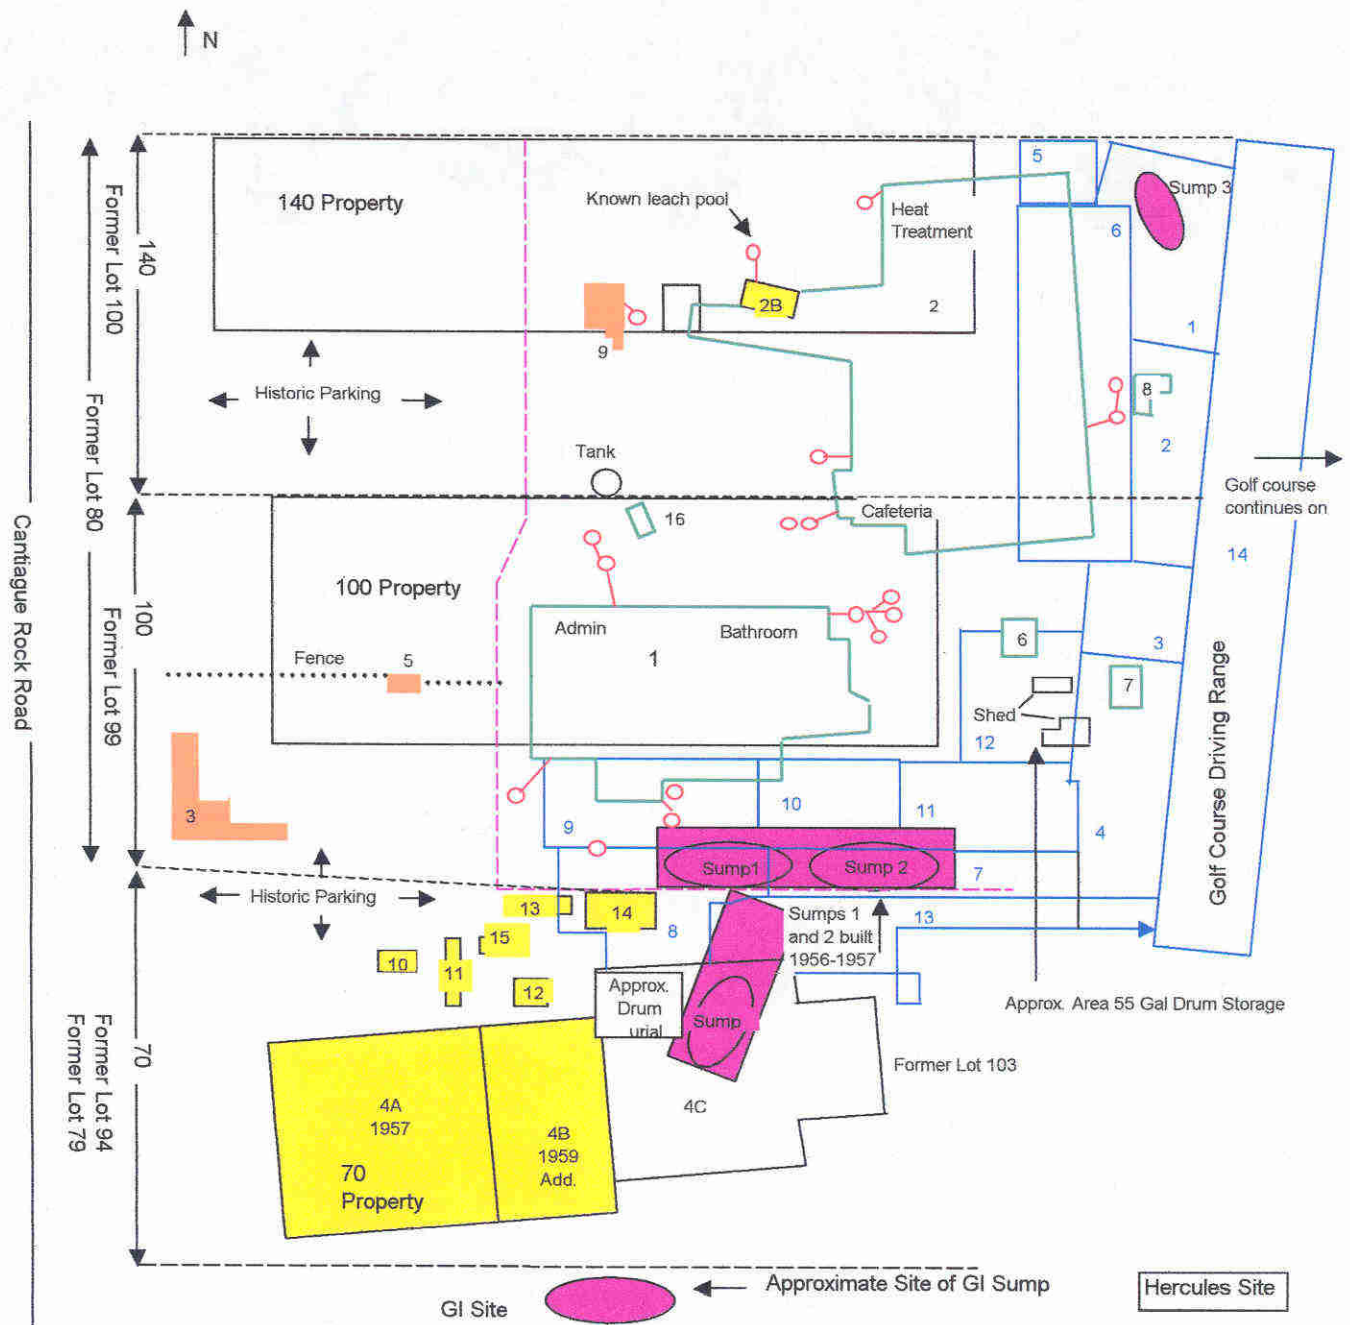 N
140 Property
Known leach pool
Heat
Treatment
5
Sump 3
6
2B
2
1
9
Historic Parking
8
2
Tank
Golf course
continues on
16
Cafeteria
14
100 Property
Admin
Bathroom
1
Fence
5
6
3
7
Shed
12
3
9
10
11
4
Sump1
Sump 2
7
Historic Parking
13
14
8
Sumps 1
and 2 built
1956-1957
13
15
10
11
12
Approx.
Drum
urial
Sump
Approx. Area 55 Gal Drum Storage
Former Lot 103
4A
1957
4C
4B
1959
Add.
70
Property
Cantiague Rock Road
Former Lot 80
Former Lot 100
140
100
Former Lot 99
70
Former Lot 94
Former Lot 79
Golf Course Driving Range
GI Site
Approximate Site of GI Sump
Hercules Site